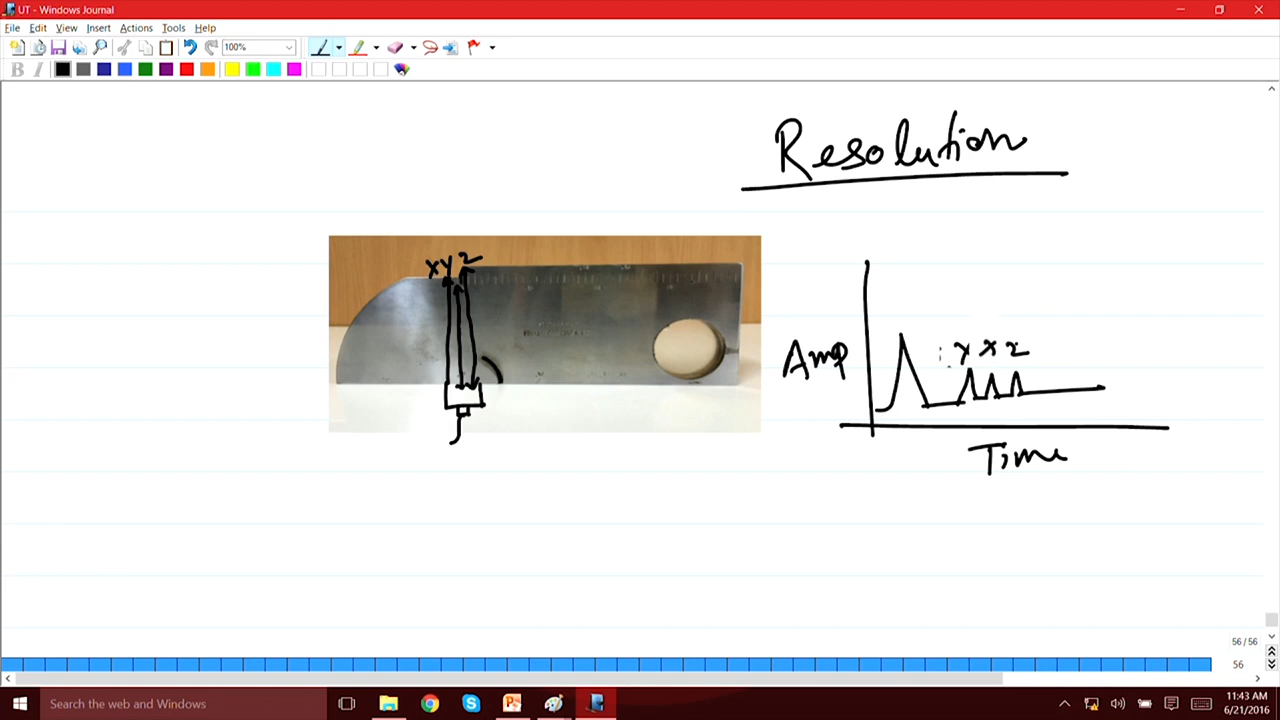 UT - Windows Journal
File Edit View Insert Actions Tools Help
100%
B I
Resolution
X Y Z
Amp
Y X Z
Time
56 / 56
56
Search the web and Windows
11:43 AM
6/21/2016